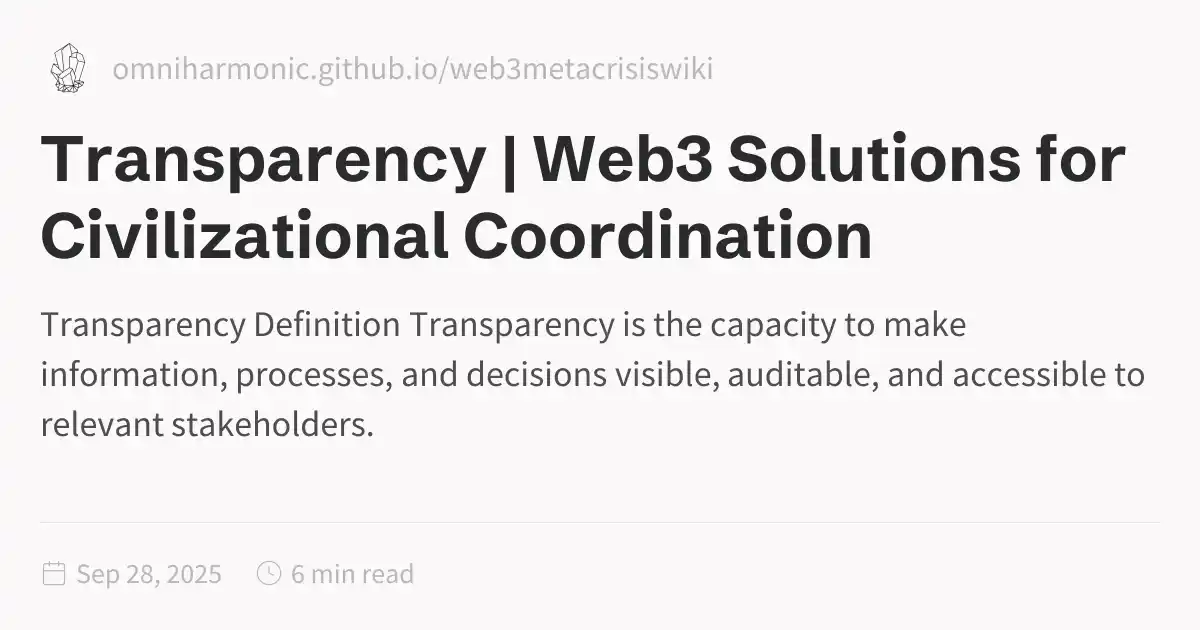 omniharmonic.github.io/web3metacrisiswiki
Transparency | Web3 Solutions for
Civilizational Coordination
Transparency Definition Transparency is the capacity to make
information, processes, and decisions visible, auditable, and accessible to
relevant stakeholders.
Sep 28, 2025 6 min read